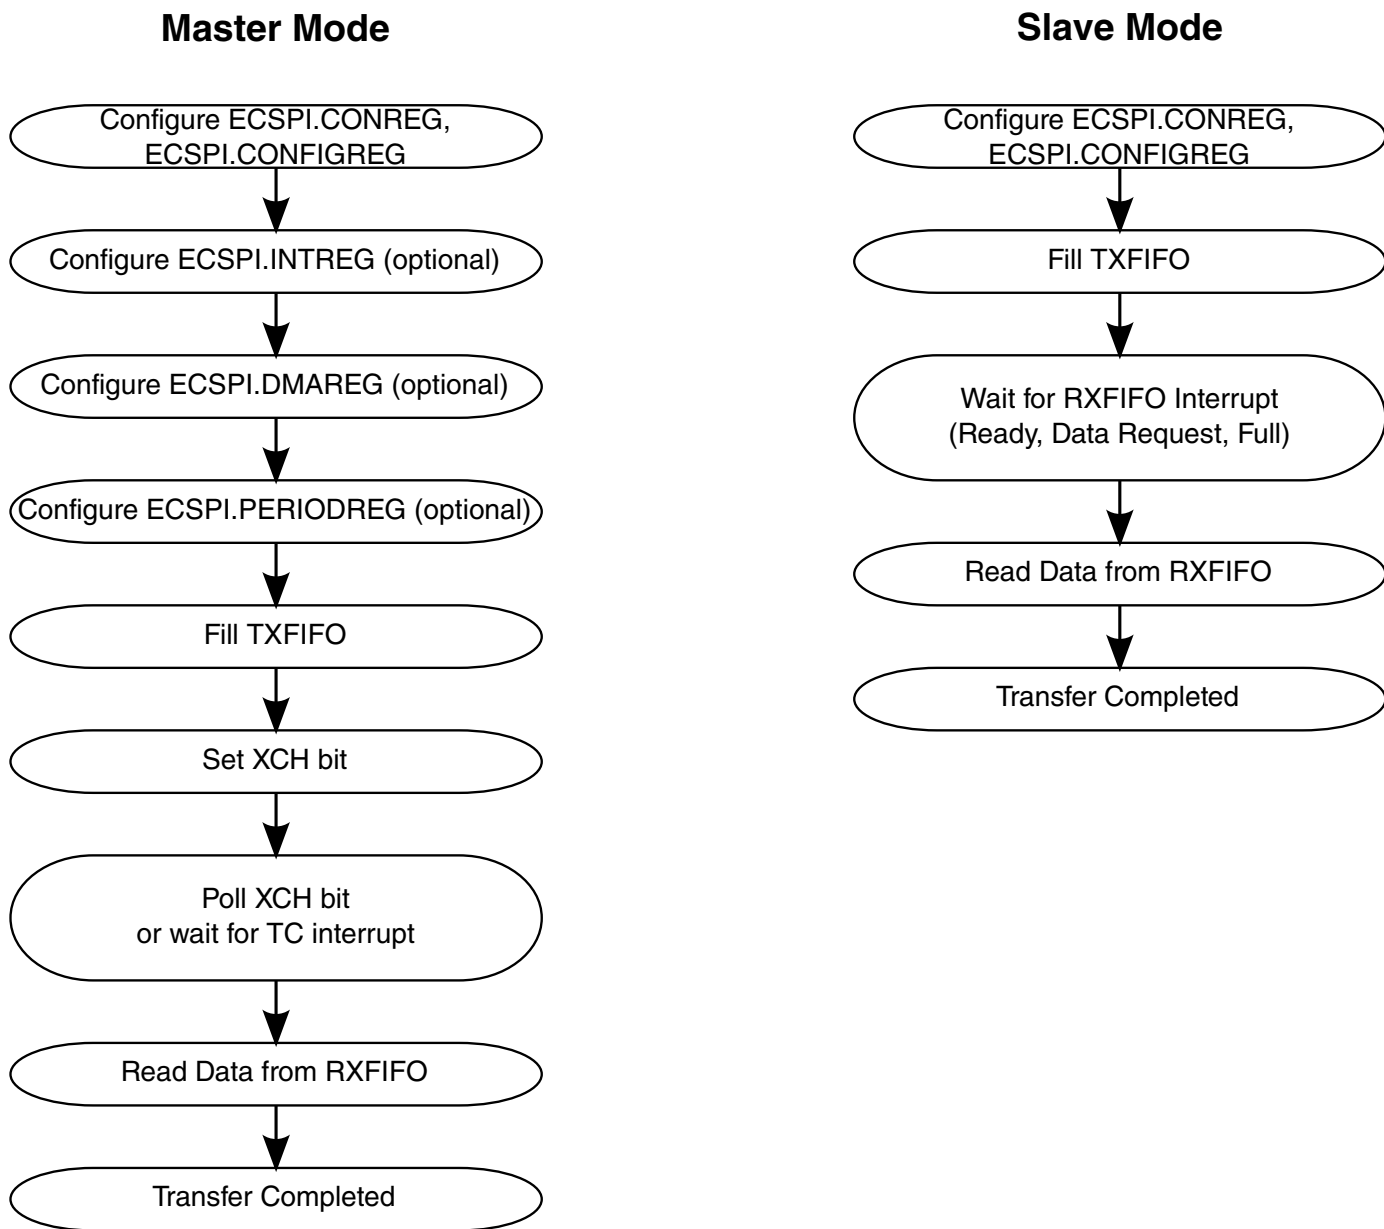 Master Mode
Configure ECSPI.CONREG,
ECSPI.CONFIGREG
Configure ECSPI.INTREG (optional)
Configure ECSPI.DMAREG (optional)
Configure ECSPI.PERIODREG (optional)
Fill TXFIFO
Set XCH bit
Poll XCH bit
or wait for TC interrupt
Read Data from RXFIFO
Transfer Completed
Slave Mode
Configure ECSPI.CONREG,
ECSPI.CONFIGREG
Fill TXFIFO
Wait for RXFIFO Interrupt
(Ready, Data Request, Full)
Read Data from RXFIFO
Transfer Completed